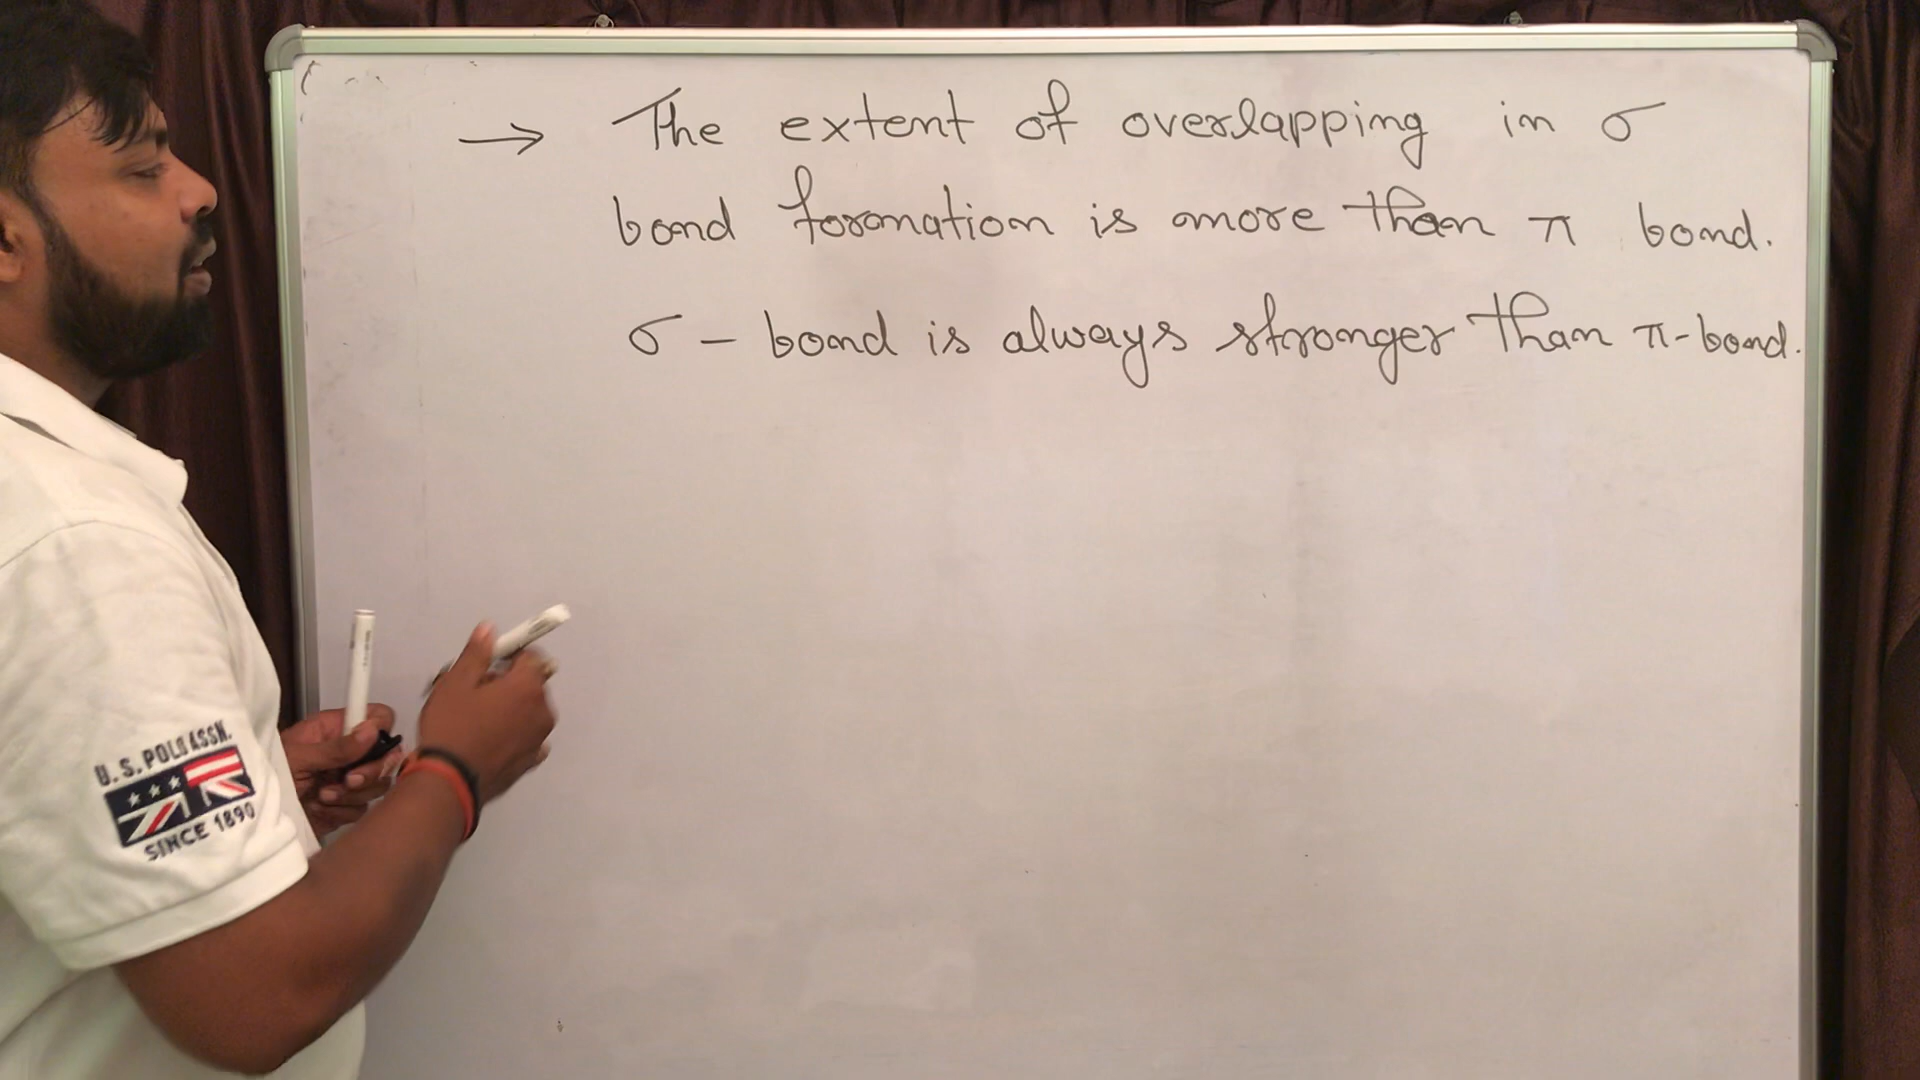 → The extent of overlapping in σ
bond formation is more than π bond.
σ - bond is always stronger than π-bond.
U.S. POLO ASSN.
SINCE 1890